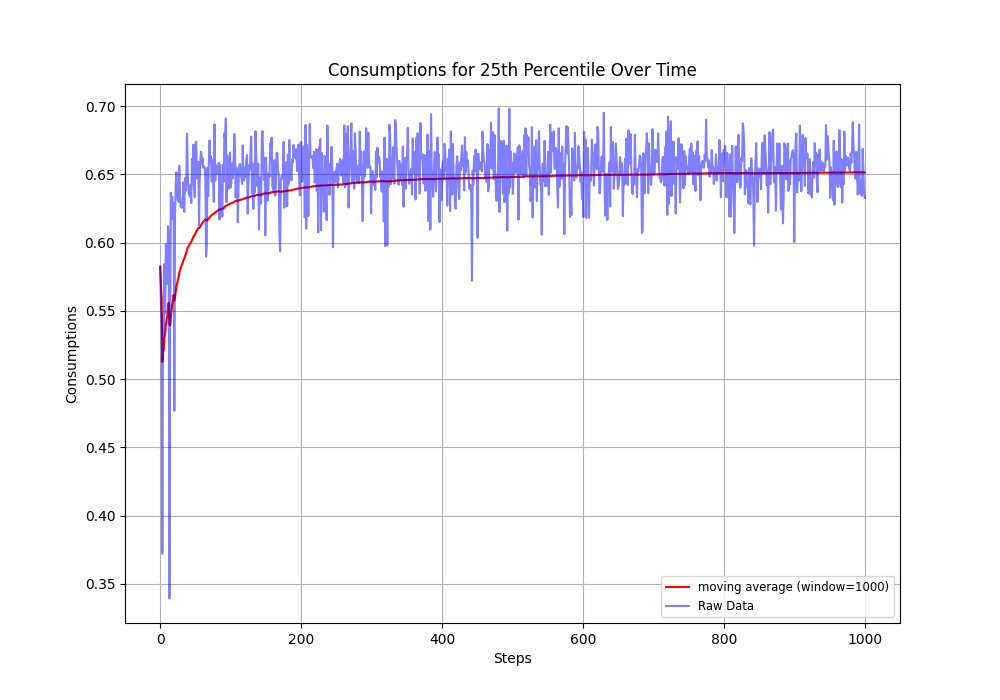 Consumptions for 25th Percentile Over Time
Consumptions
0.70
0.65
0.60
0.55
0.50
0.45
0.40
0.35
moving average (window=1000)
Raw Data
0 200 400 600 800 1000
Steps